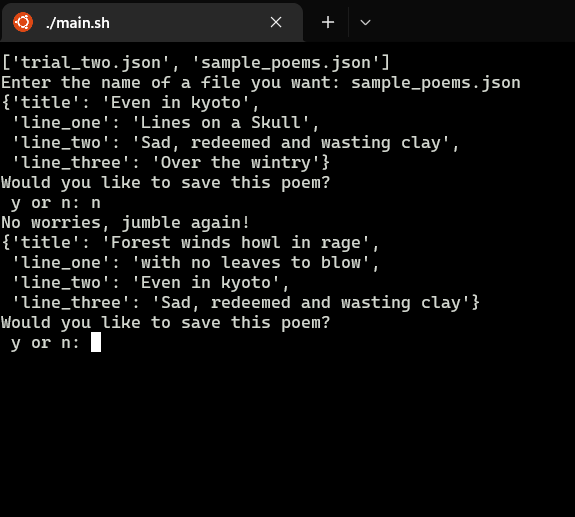 ./main.sh
['trial_two.json', 'sample_poems.json']
Enter the name of a file you want: sample_poems.json
{'title': 'Even in kyoto',
 'line_one': 'Lines on a Skull',
 'line_two': 'Sad, redeemed and wasting clay',
 'line_three': 'Over the wintry'}
Would you like to save this poem?
 y or n: n
No worries, jumble again!
{'title': 'Forest winds howl in rage',
 'line_one': 'with no leaves to blow',
 'line_two': 'Even in kyoto',
 'line_three': 'Sad, redeemed and wasting clay'}
Would you like to save this poem?
 y or n: